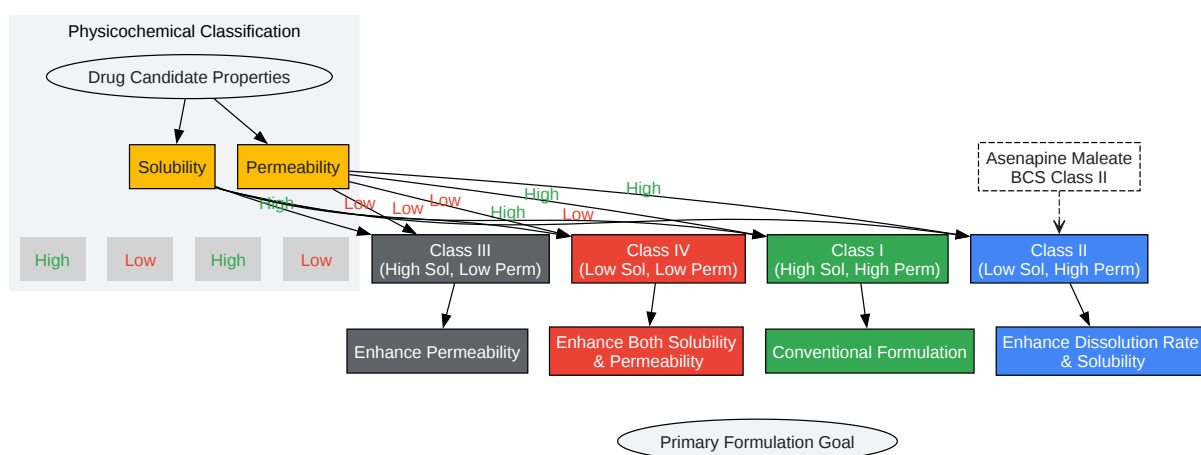 Physicochemical Classification
Drug Candidate Properties
Solubility
Permeability
Asenapine Maleate
BCS Class II
High
Low
Low
Low
High
High
Low
High
High
Low
High
Low
Class III
(High Sol, Low Perm)
Class IV
(Low Sol, Low Perm)
Class I
(High Sol, High Perm)
Class II
(Low Sol, High Perm)
Enhance Permeability
Enhance Both Solubility
& Permeability
Conventional Formulation
Enhance Dissolution Rate
& Solubility
Primary Formulation Goal